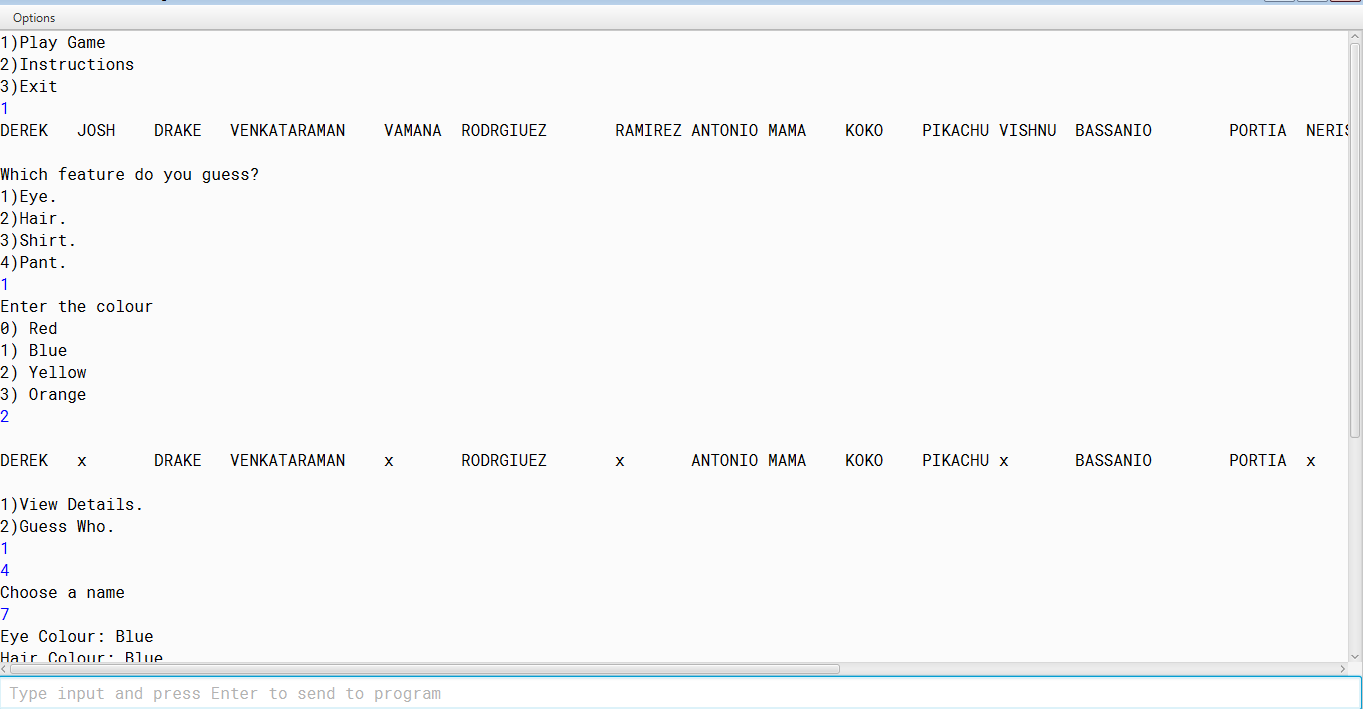 Options
1)Play Game
2)Instructions
3)Exit
1
DEREK JOSH DRAKE VENKATARAMAN VAMANA RODRGIUEZ RAMIREZ ANTONIO MAMA KOKO PIKACHU VISHNU BASSANIO PORTIA NERIS
Which feature do you guess?
1)Eye.
2)Hair.
3)Shirt.
4)Pant.
1
Enter the colour
0) Red
1) Blue
2) Yellow
3) Orange
2
DEREK x DRAKE VENKATARAMAN x RODRGIUEZ x ANTONIO MAMA KOKO PIKACHU x BASSANIO PORTIA x
1)View Details.
2)Guess Who.
1
4
Choose a name
7
Eye Colour: Blue
Hair Colour: Blue
Type input and press Enter to send to program